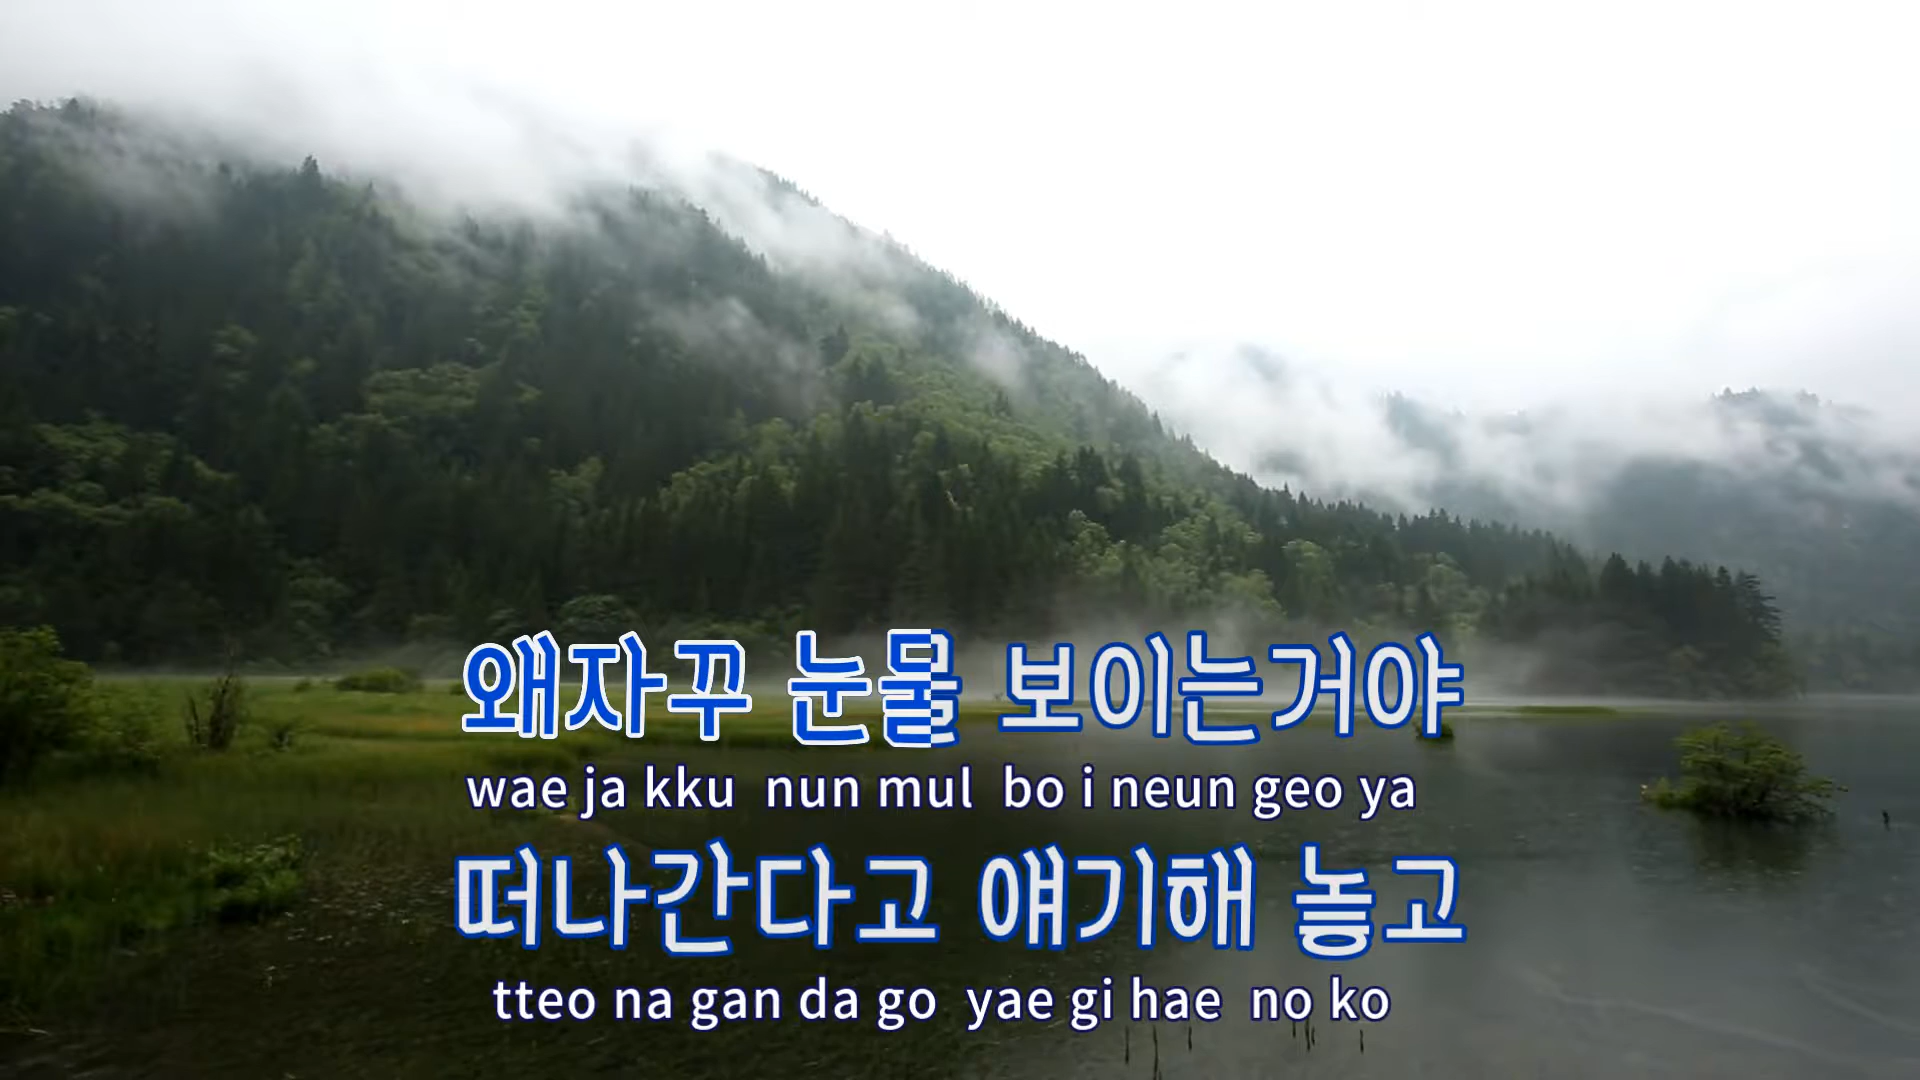 왜자꾸 눈물 보이는거야
wae ja kku nun mul bo i neun geo ya
떠나간다고 얘기해 놓고
tteo na gan da go yae gi hae no ko